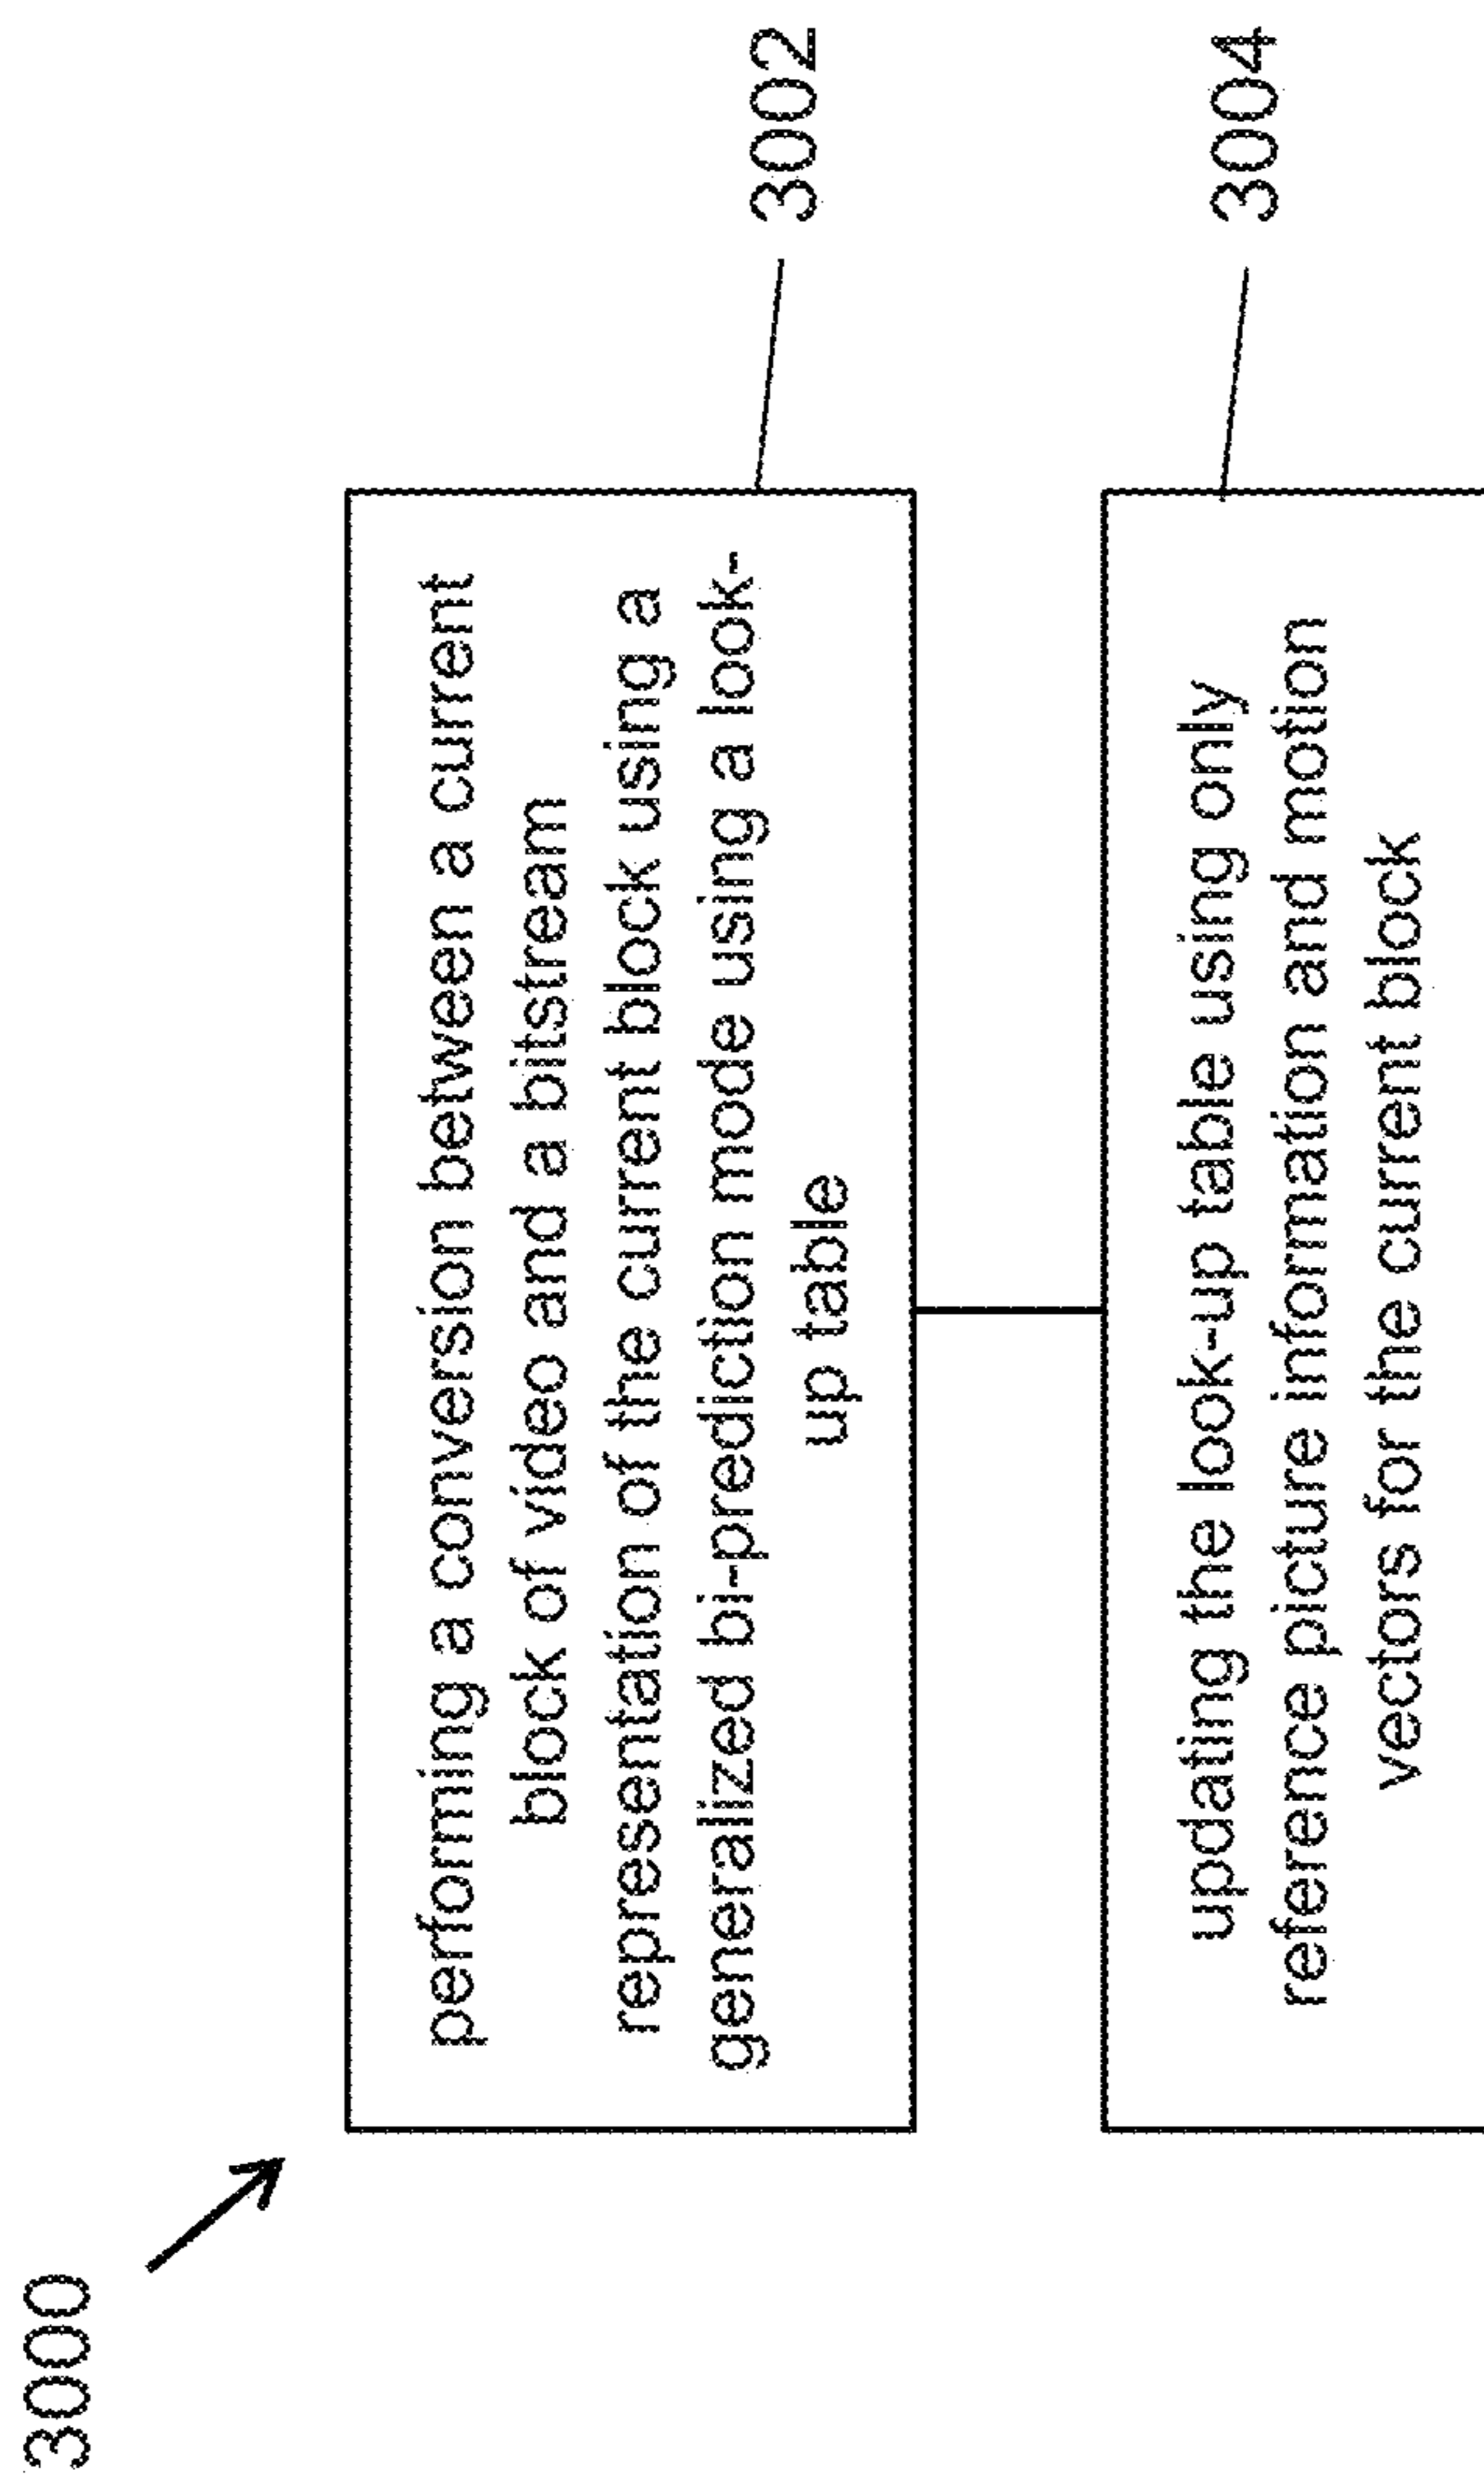 3000
performing a conversion between a current
block of video and a bitstream
representation of the current block using a
generalized bi-prediction mode using a look-
up table
3002
updating the look-up table using only
reference picture information and motion
vectors for the current block
3004